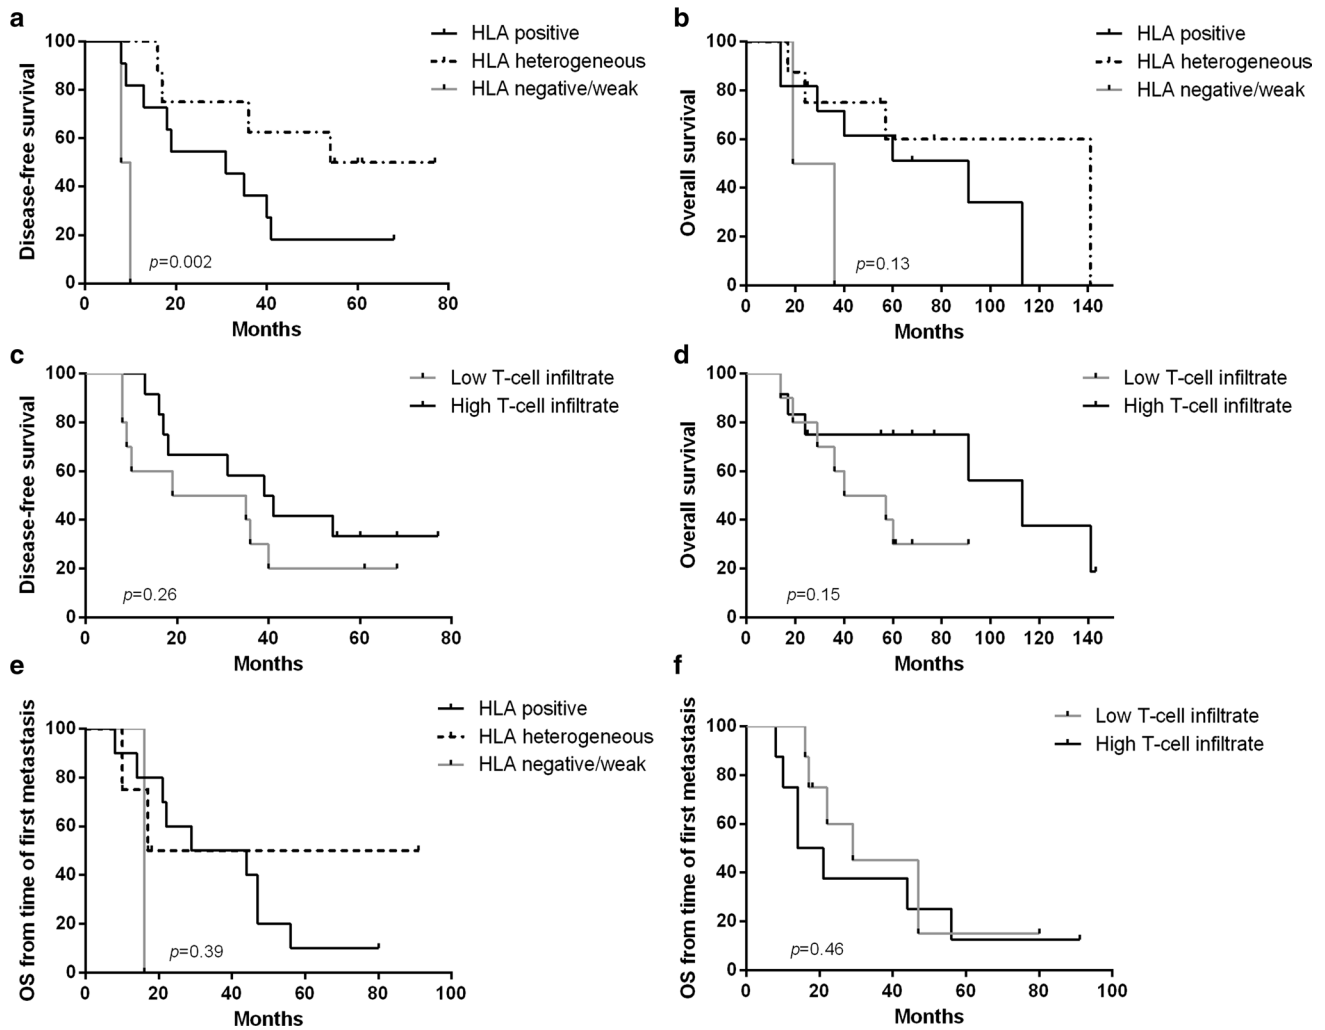 a
HLA positive
HLA heterogeneous
HLA negative/weak
Disease-free survival
100
80
60
40
20
0
p=0.002
0 20 40 60 80
Months
b
HLA positive
HLA heterogeneous
HLA negative/weak
Overall survival
100
80
60
40
20
0
p=0.13
0 20 40 60 80 100 120 140
Months
c
Low T-cell infiltrate
High T-cell infiltrate
Disease-free survival
100
80
60
40
20
0
p=0.26
0 20 40 60 80
Months
d
Low T-cell infiltrate
High T-cell infiltrate
Overall survival
100
80
60
40
20
0
p=0.15
0 20 40 60 80 100 120 140
Months
e
HLA positive
HLA heterogeneous
HLA negative/weak
OS from time of first metastasis
100
80
60
40
20
0
p=0.39
0 20 40 60 80 100
Months
f
Low T-cell infiltrate
High T-cell infiltrate
OS from time of first metastasis
100
80
60
40
20
0
p=0.46
0 20 40 60 80 100
Months